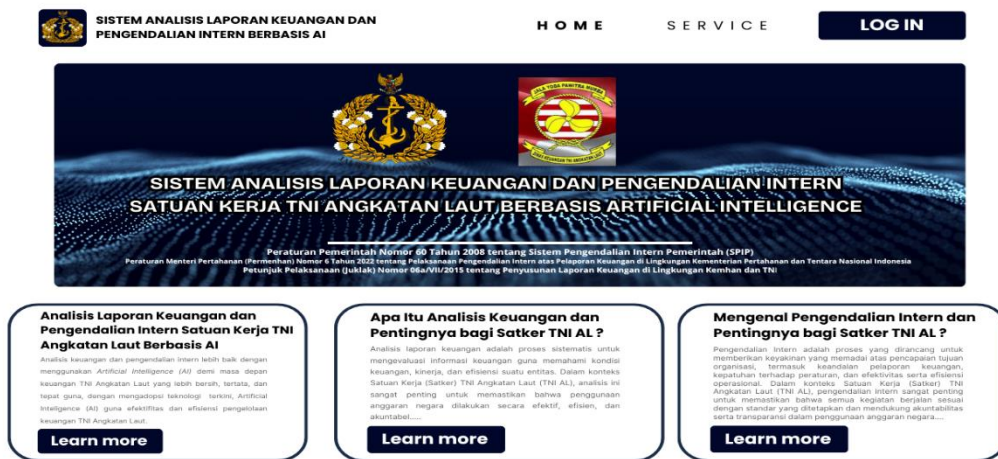 SISTEM ANALISIS LAPORAN KEUANGAN DAN
PENGENDALIAN INTERN BERBASIS AI
HOME
SERVICE
LOG IN
JALA YOGA PAMITRA MUKSA
DINAS KEUANGAN TNI ANGKATAN LAUT
SISTEM ANALISIS LAPORAN KEUANGAN DAN PENGENDALIAN INTERN
SATUAN KERJA TNI ANGKATAN LAUT BERBASIS ARTIFICIAL INTELLIGENCE
Peraturan Pemerintah Nomor 60 Tahun 2008 tentang Sistem Pengendalian Intern Pemerintah (SPIP)
Peraturan Menteri Pertahanan (Permenhan) Nomor 6 Tahun 2022 tentang Pelaksanaan Pengendalian Intern atas Pelaporan Keuangan di Lingkungan Kementerian Pertahanan dan Tentara Nasional Indonesia
Petunjuk Pelaksanaan (Juklak) Nomor 06a/VII/2015 tentang Penyusunan Laporan Keuangan di Lingkungan Kemhan dan TNI
Analisis Laporan Keuangan dan
Pengendalian Intern Satuan Kerja TNI
Angkatan Laut Berbasis AI
Analisis keuangan dan pengendalian intern lebih baik dengan
menggunakan Artificial Intelligence (AI) demi masa depan
keuangan TNI Angkatan Laut yang lebih bersih, tertata, dan
tepat guna, dengan mengadopsi teknologi terkini, Artificial
Intelligence (AI) guna efektifitas dan efisiensi pengelolaan
keuangan TNI Angkatan Laut.
Learn more
Apa Itu Analisis Keuangan dan
Pentingnya bagi Satker TNI AL ?
Analisis laporan keuangan adalah proses sistematis untuk
mengevaluasi informasi keuangan guna memahami kondisi
keuangan, kinerja, dan efisiensi suatu entitas. Dalam konteks
Satuan Kerja (Satker) TNI Angkatan Laut (TNI AL), analisis ini
sangat penting untuk memastikan bahwa penggunaan
anggaran negara dilakukan secara efektif, efisien, dan
akuntabel.....
Learn more
Mengenal Pengendalian Intern dan
Pentingnya bagi Satker TNI AL ?
Pengendalian Intern adalah proses yang dirancang untuk
memberikan keyakinan yang memadai atas pencapaian tujuan
organisasi, termasuk keandalan pelaporan keuangan,
kepatuhan terhadap peraturan, dan efektivitas serta efisiensi
operasional. Dalam konteks Satuan Kerja (Satker) TNI
Angkatan Laut (TNI AL), pengendalian intern sangat penting
untuk memastikan bahwa semua kegiatan berjalan sesuai
dengan standar yang ditetapkan dan mendukung akuntabilitas
serta transparansi dalam penggunaan anggaran negara....
Learn more